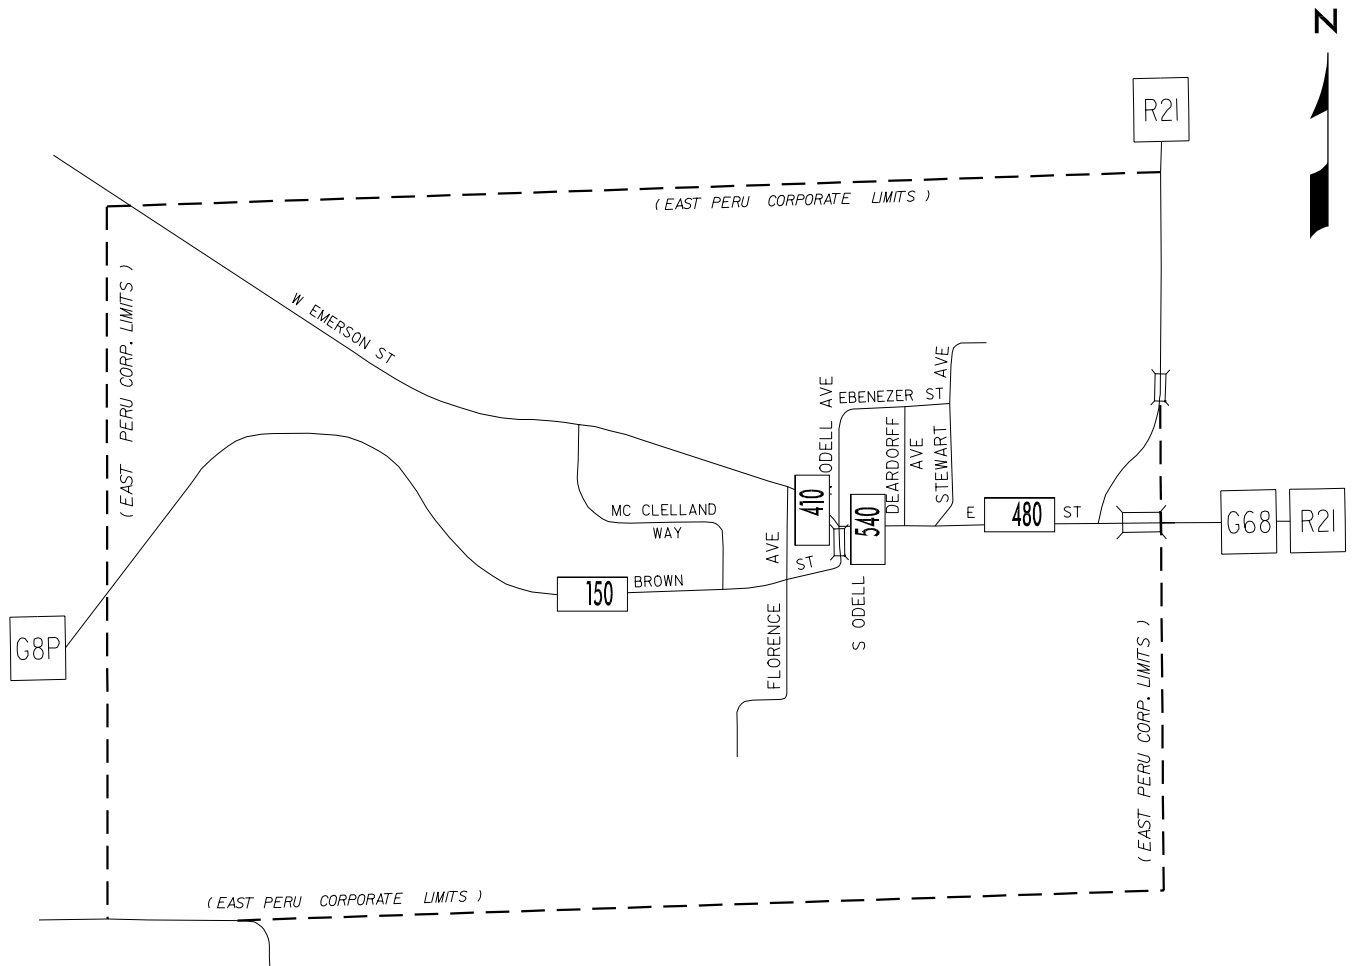 N
R21
( EAST PERU CORPORATE LIMITS )
( EAST PERU CORP. LIMITS )
W EMERSON ST
ODELL AVE
EBENEZER ST
AVE
STEWART
DEARDORFF
AVE
410
540
E
480
ST
G68
R21
MC CLELLAND
WAY
FLORENCE AVE
ST
150
BROWN
S ODELL
G8P
( EAST PERU CORP. LIMITS )
( EAST PERU CORPORATE LIMITS )